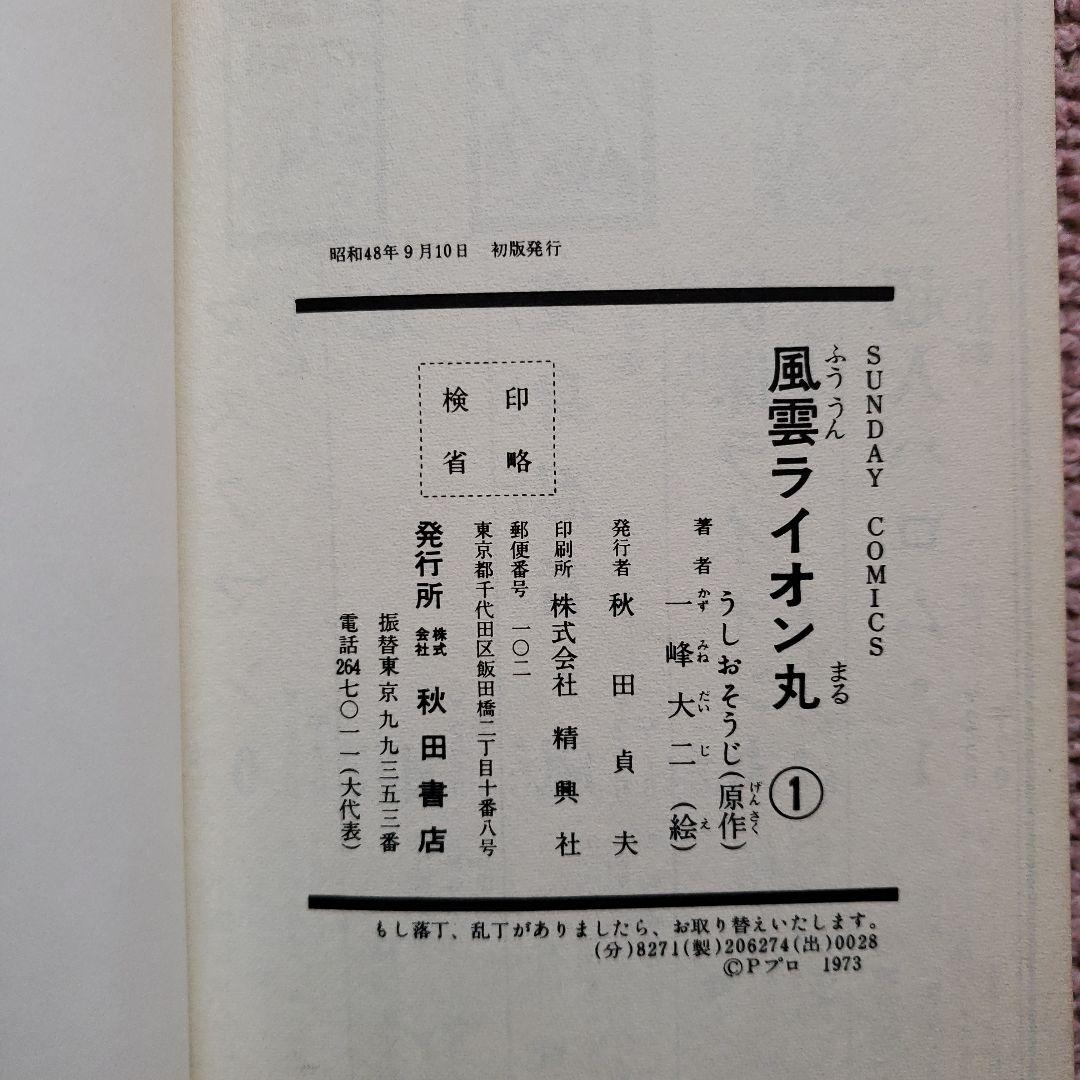 昭和48年9月10日　初版発行
SUNDAY COMICS
ふううん　まる
風雲ライオン丸 ①
著者
うしおそうじ(原作)
げんさく
一峰大二(絵)
かずみねだいじ　え
発行者　秋田貞夫
印刷所　株式会社　精興社
郵便番号　一〇二
東京都千代田区飯田橋二丁目十番八号
発行所　株式会社　秋田書店
振替東京九九三五三番
電話264七〇一一(大代表)
印略
検省
もし落丁、乱丁がありましたら、お取り替えいたします。
(分)8271(製)206274(出)0028
©Pプロ　1973